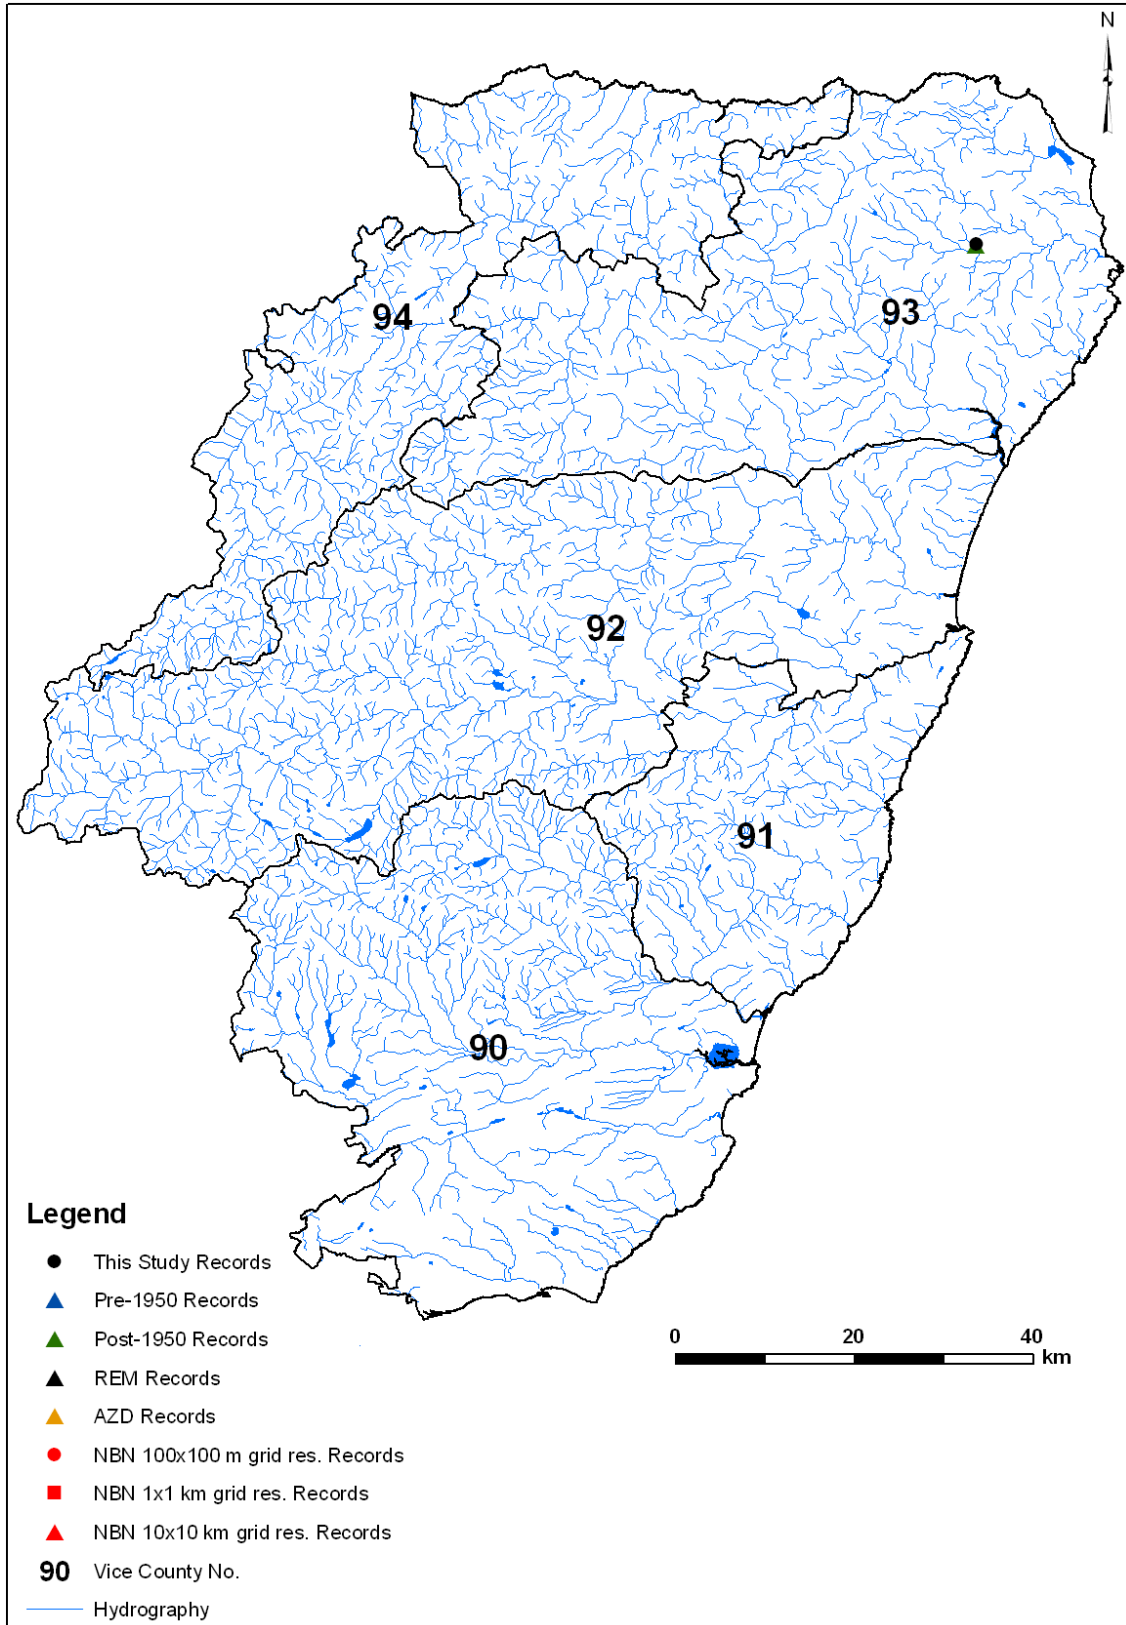 N
94
93
92
91
90
Legend
This Study Records
Pre-1950 Records
Post-1950 Records
REM Records
AZD Records
NBN 100x100 m grid res. Records
NBN 1x1 km grid res. Records
NBN 10x10 km grid res. Records
90 Vice County No.
Hydrography
0 20 40
km